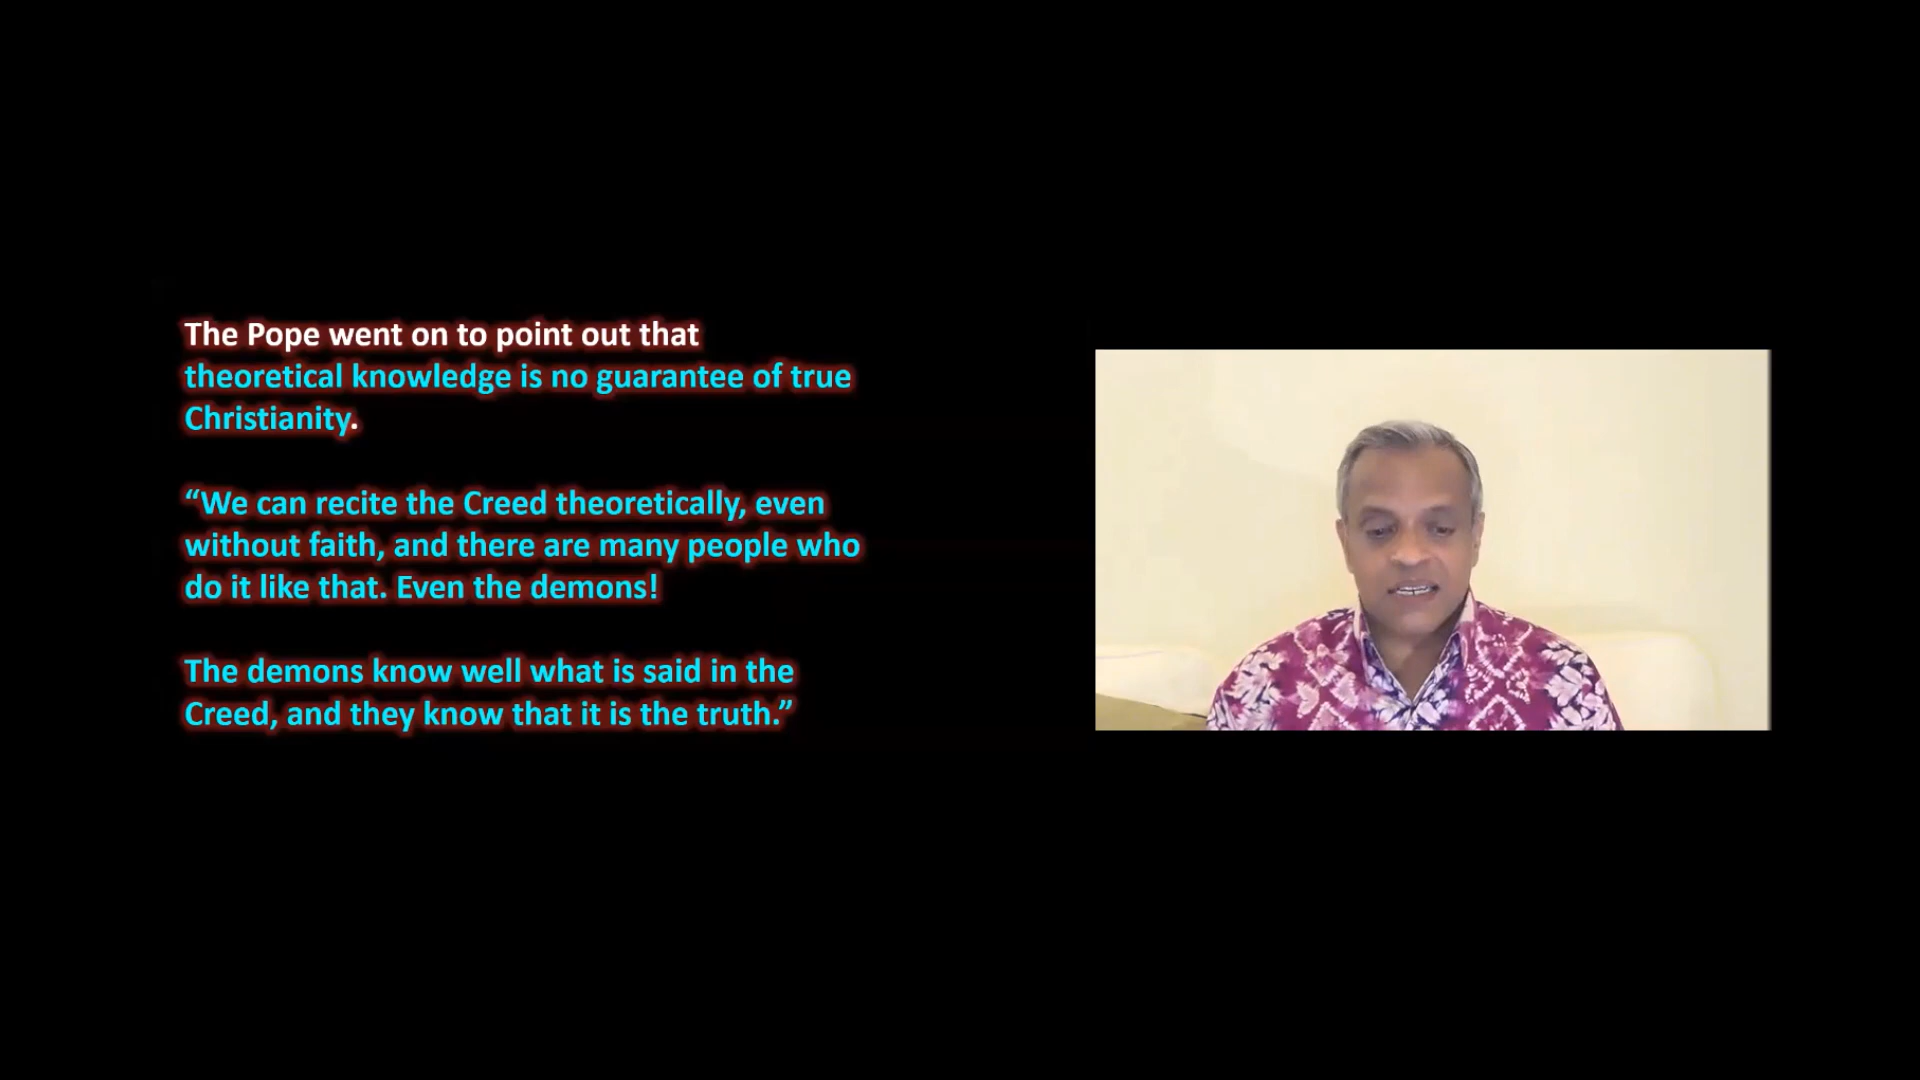 The Pope went on to point out that
theoretical knowledge is no guarantee of true
Christianity.
“We can recite the Creed theoretically, even
without faith, and there are many people who
do it like that. Even the demons!
The demons know well what is said in the
Creed, and they know that it is the truth.”